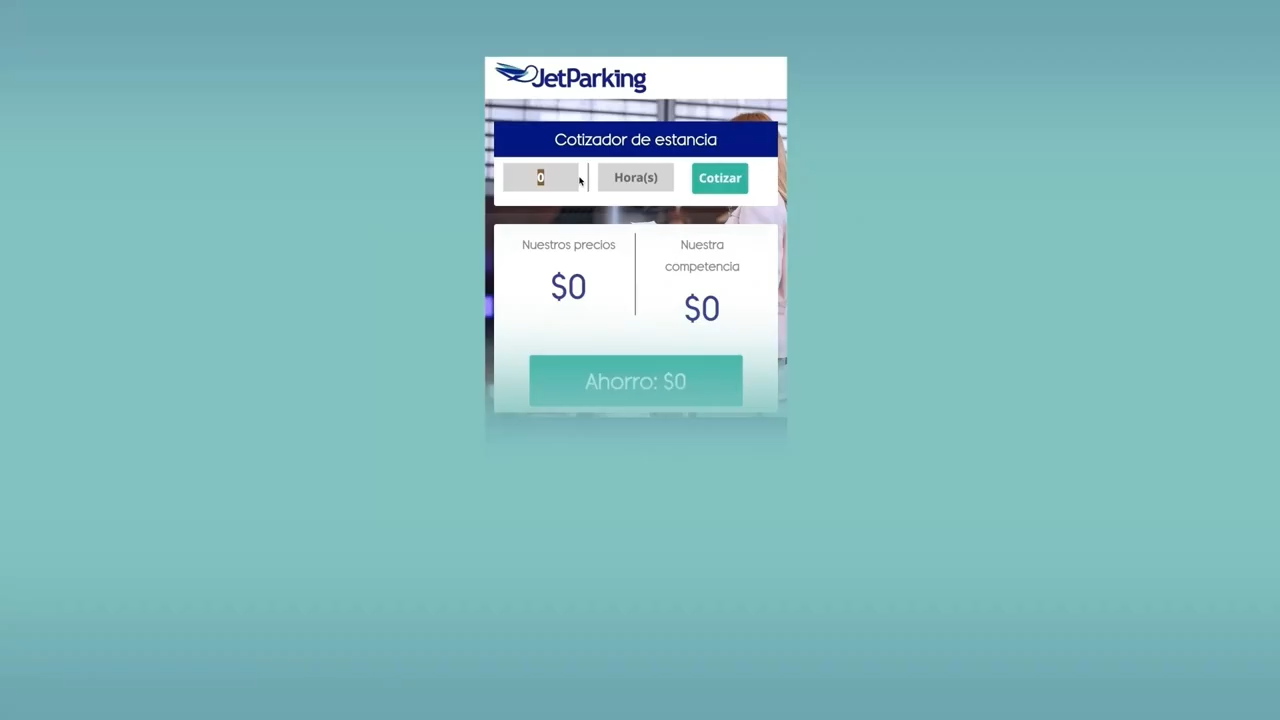 JetParking
Cotizador de estancia
0
Hora(s)
Cotizar
Nuestros precios
$0
Nuestra
competencia
$0
Ahorro: $0